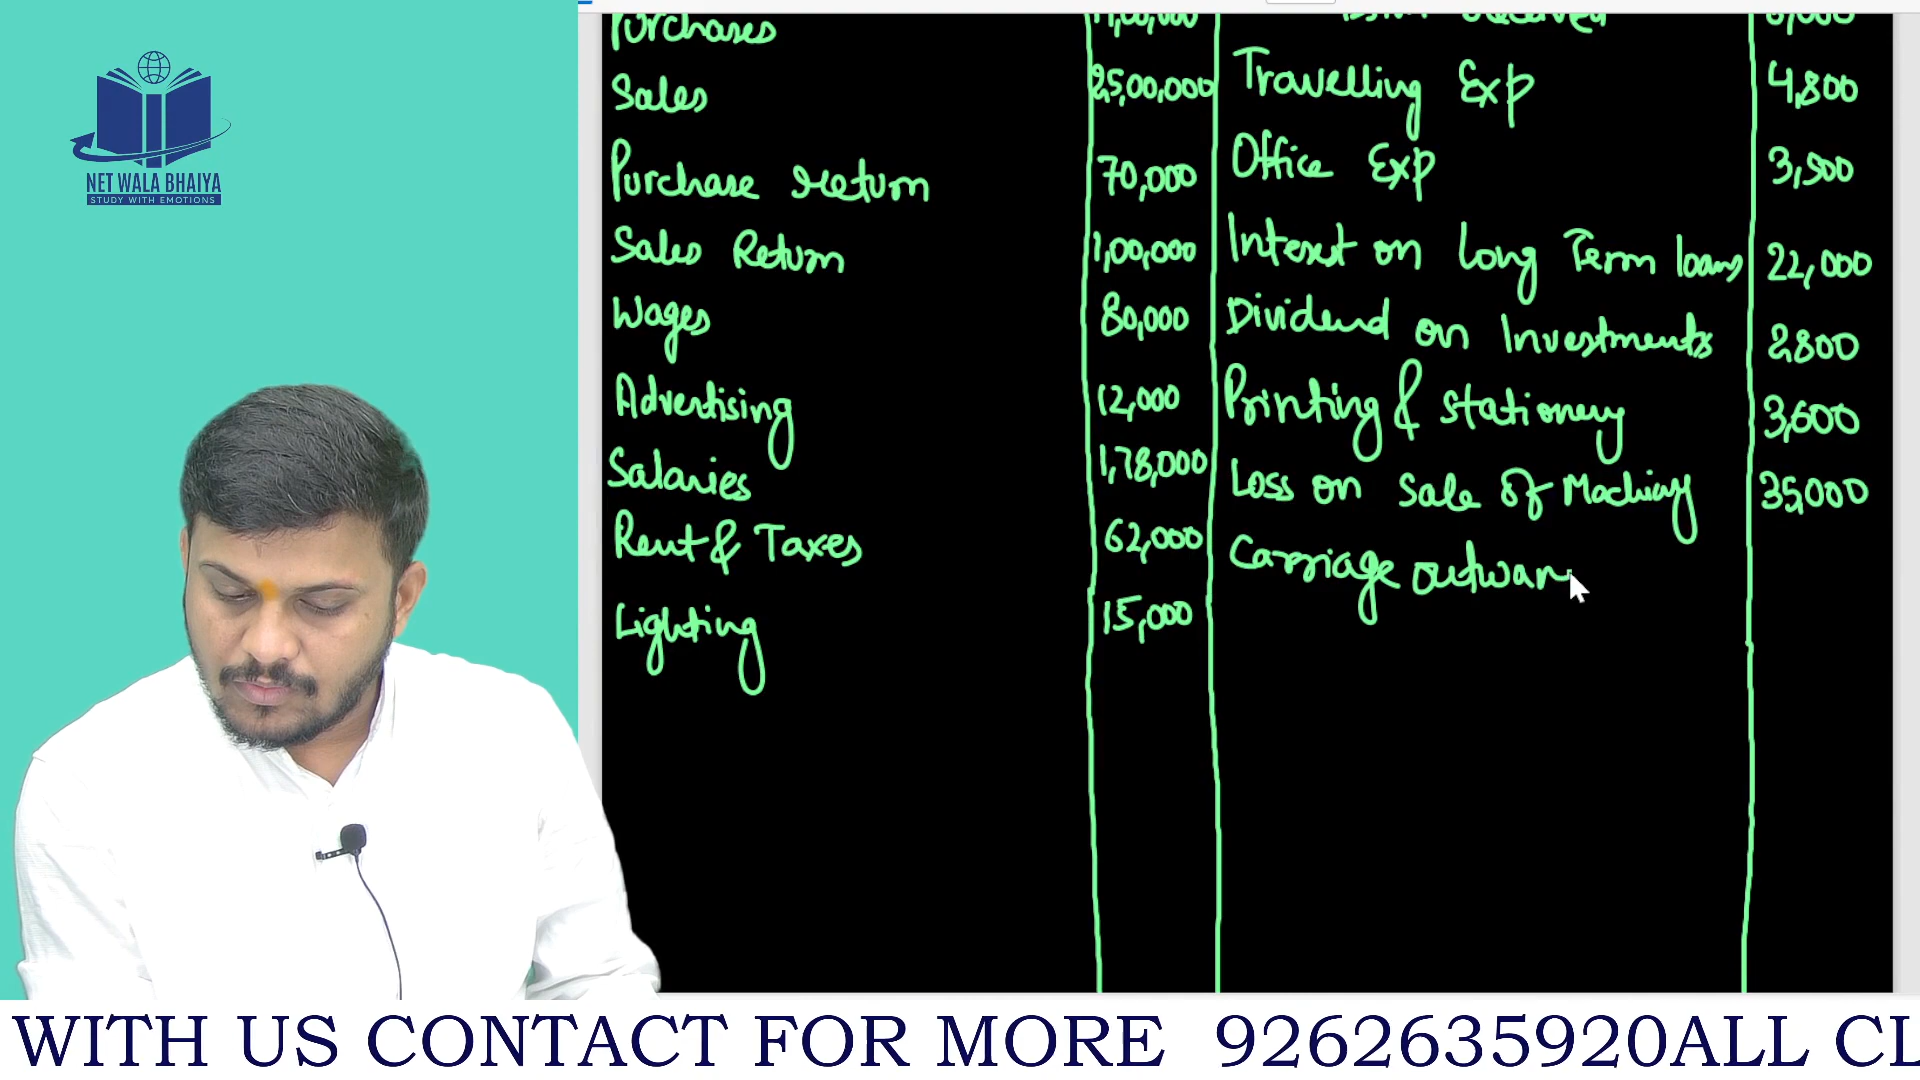 NET WALA BHAIYA
STUDY WITH EMOTIONS
Purchases
Sales 25,00,000
Purchase Return 70,000
Sales Return 1,00,000
Wages 80,000
Advertising 12,000
Salaries 1,78,000
Rent & Taxes 62,000
Lighting 15,000
Received
Travelling Exp 4,800
Office Exp 3,500
Interest on Long Term loans 22,000
Dividend on Investments 2,800
Printing & Stationery
Loss on Sale of Machinery 35,000
Carriage outwar
WITH US CONTACT FOR MORE 9262635920ALL CL